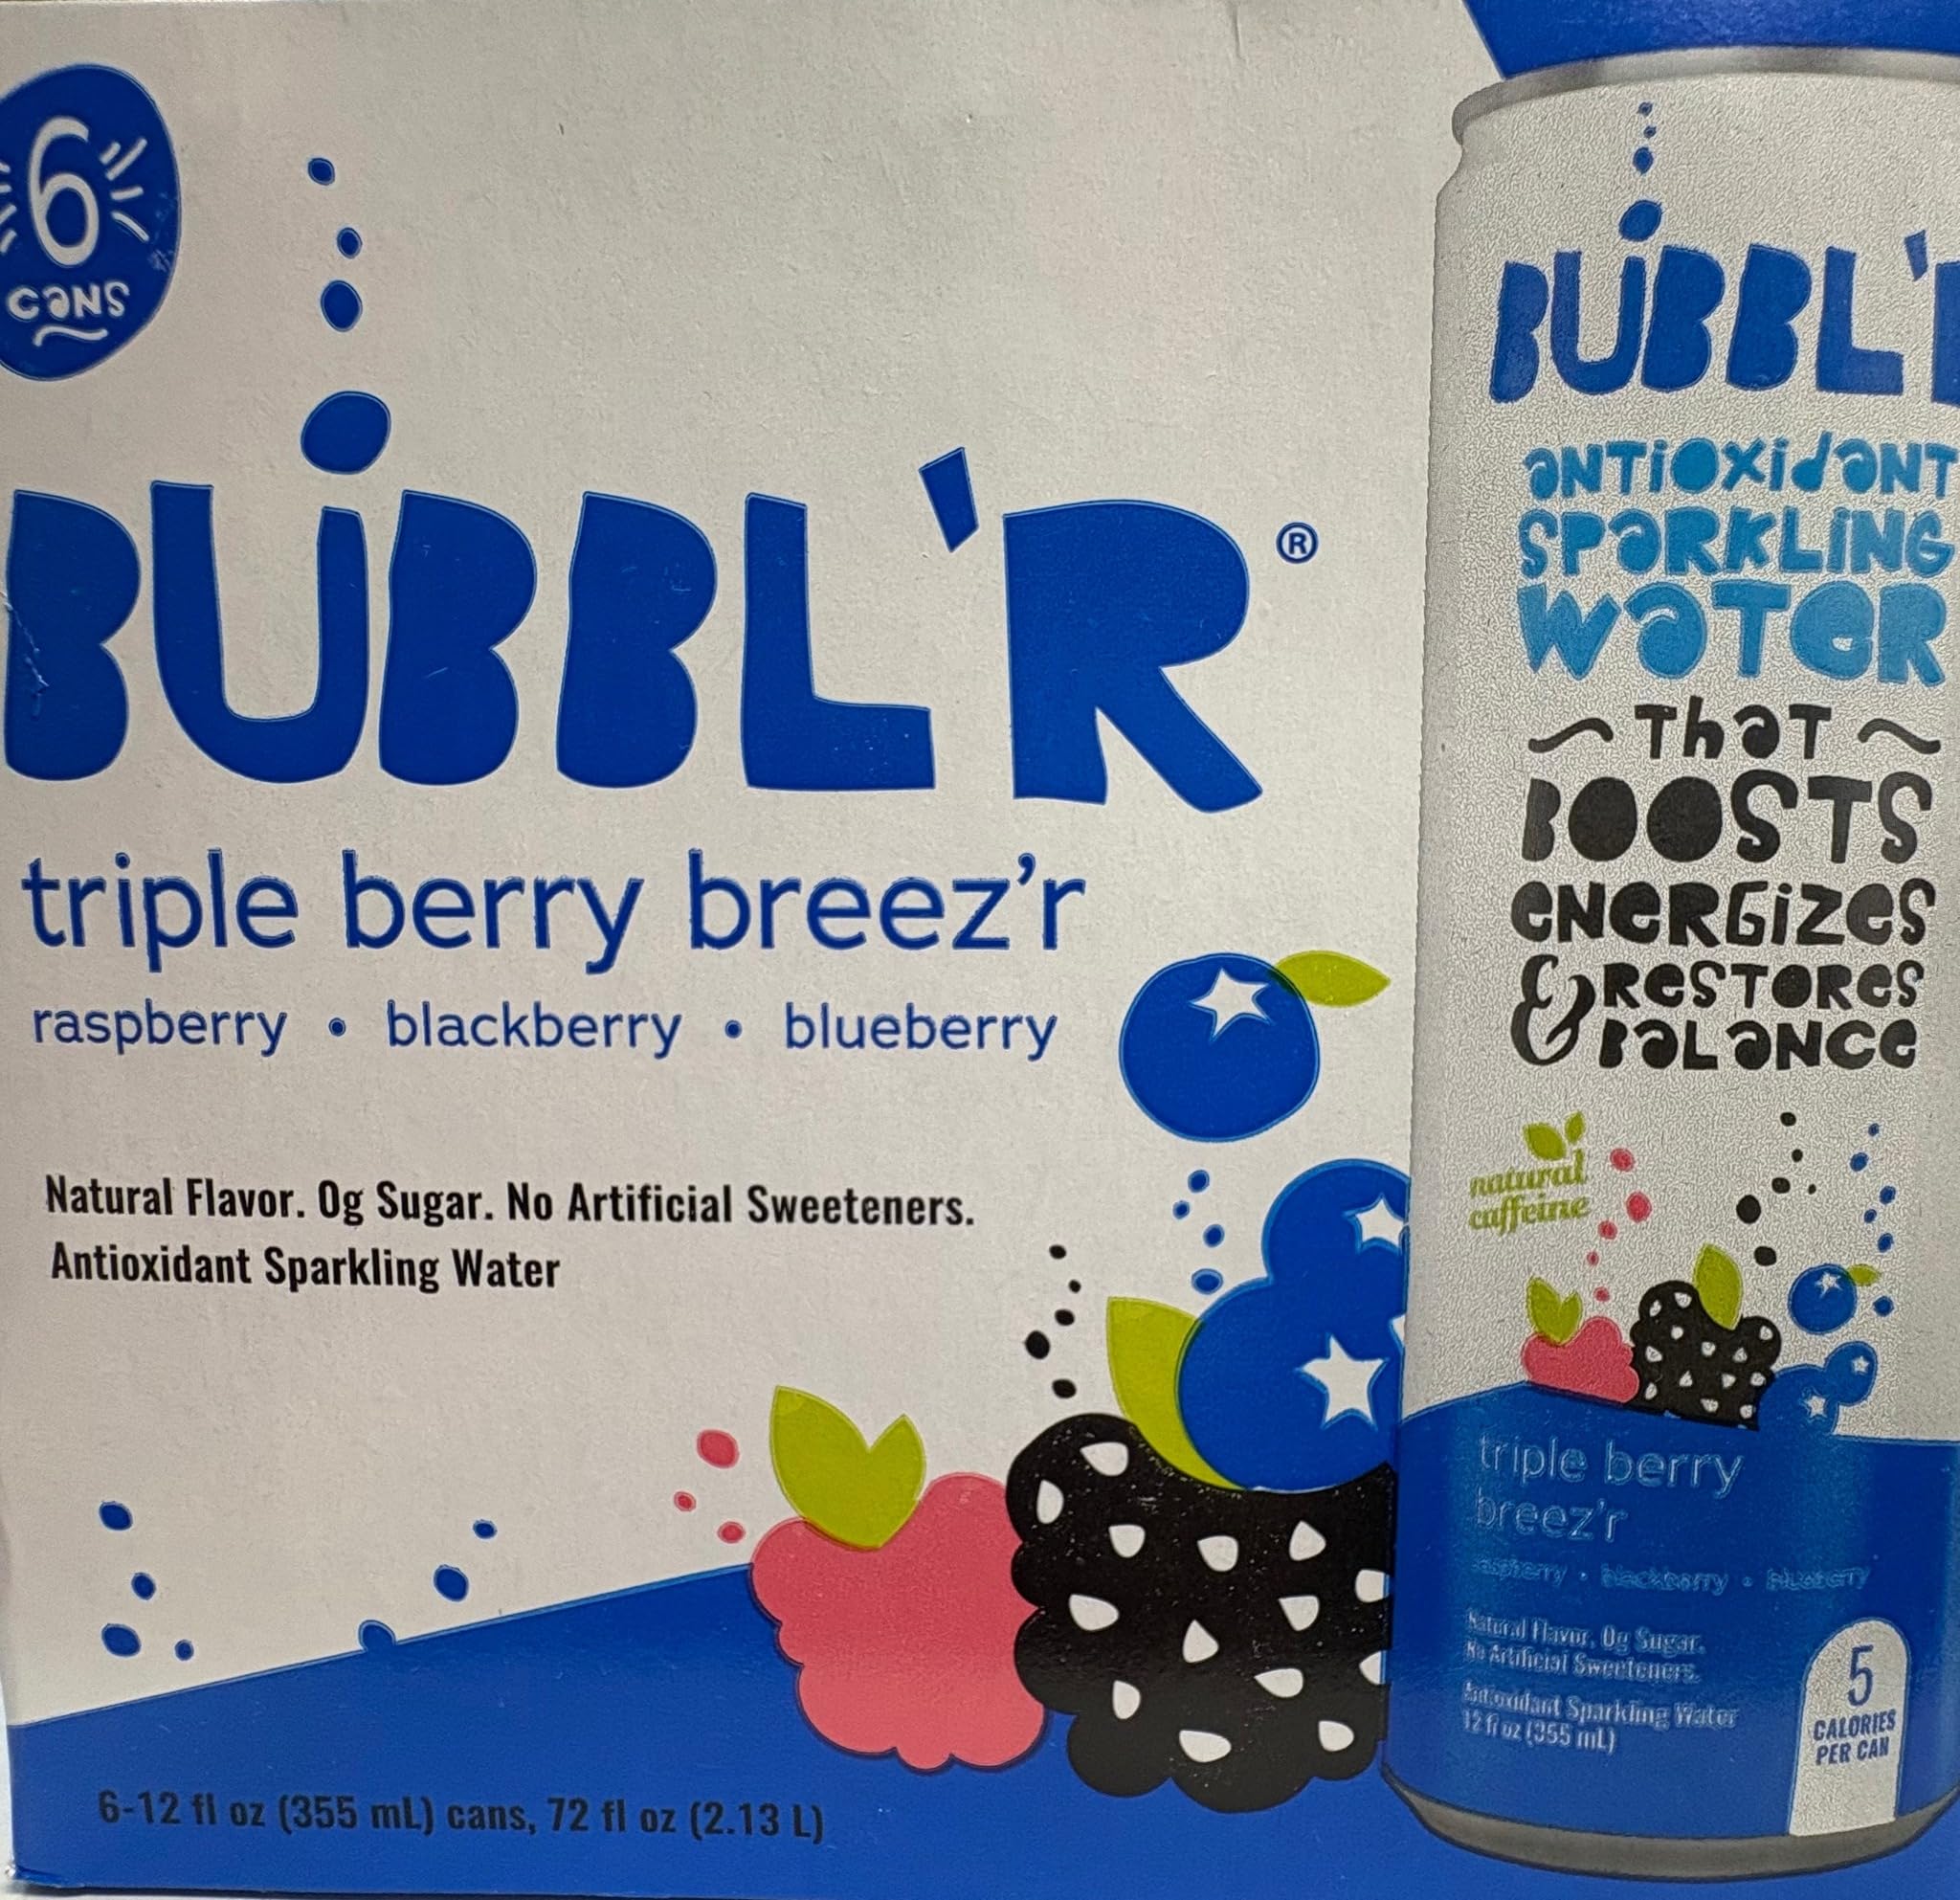 6
CANS
BUBBL'R®
triple berry breez'r
raspberry • blackberry • blueberry
Natural Flavor. 0g Sugar. No Artificial Sweeteners.
Antioxidant Sparkling Water
6-12 fl oz (355 mL) cans, 72 fl oz (2.13 L)
BUBBL'R
ANTIOXIDANT
SPARKLING
WATER
THAT
BOOSTS
ENERGIZES
& RESTORES
BALANCE
natural
caffeine
triple berry
breez'r
raspberry • blackberry • blueberry
Natural Flavor. 0g Sugar.
No Artificial Sweeteners.
Antioxidant Sparkling Water
12 fl oz (355 mL)
5
CALORIES
PER CAN